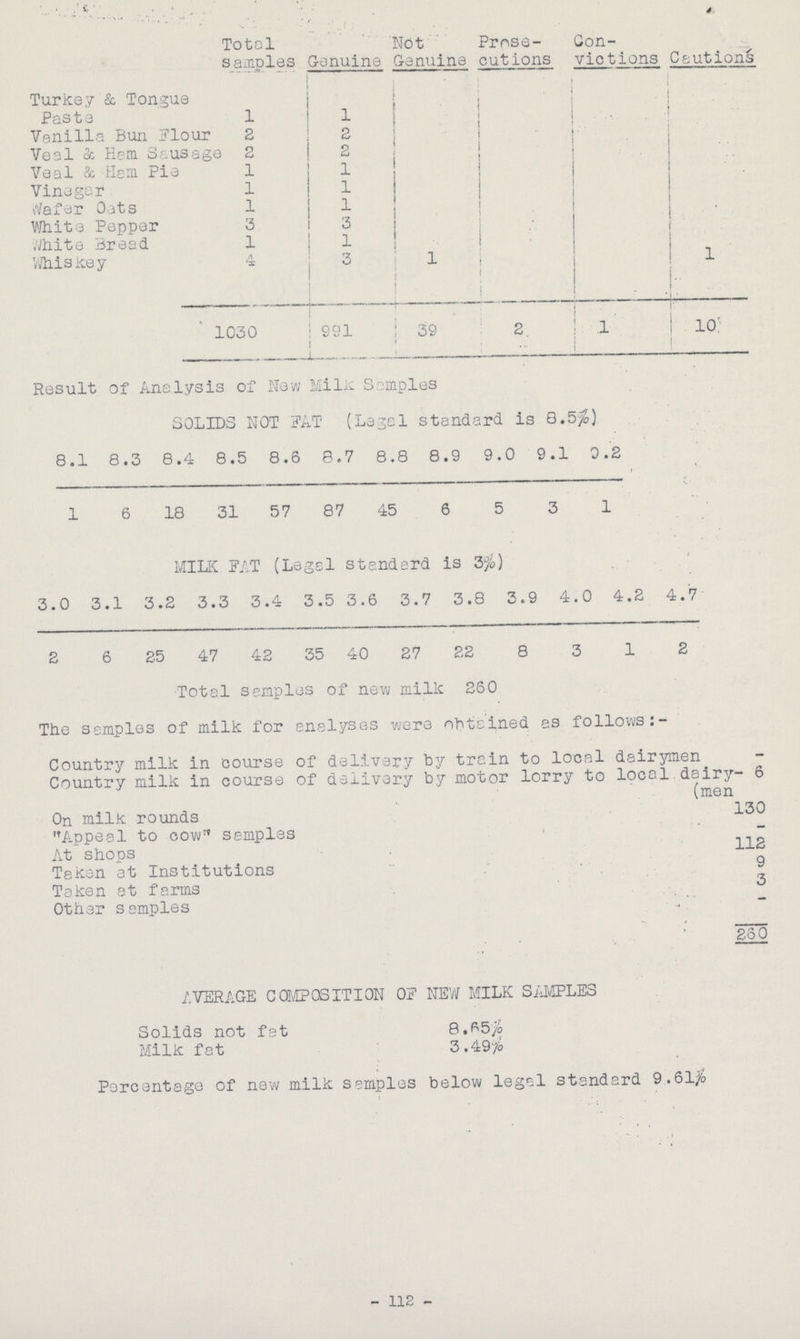 Total Not Prose- Con-
samples Genuine Genuine cutions victions Cautions
Turkey & Tongue
Paste 1 1
Vanilla Bun Flour 2 2
Veal & Ham Sausage 2 2
Veal & Ham Pie 1 1
Vinegar 1 1
Wafer Oats 1 1
White Pepper 3 3
White Bread 1 1
Whiskey 4 3 1 1
1030 991 39 2 1 10
Result of Analysis of New Milk Samples
SOLIDS NOT FAT (Legal standard is 8.5%)
8.1 8.3 8.4 8.5 8.6 8.7 8.8 8.9 9.0 9.1 9.2
1 6 18 31 57 87 45 6 5 3 1
MILK FAT (Legal standard is 3%)
3.0 3.1 3.2 3.3 3.4 3.5 3.6 3.7 3.8 3.9 4.0 4.2 4.7
2 6 25 47 42 35 40 27 22 8 3 1 2
Total samples of new milk 260
The samples of milk for analyses were obtained as follows:-
Country milk in course of delivery by train to local dairymen -
Country milk in course of delivery by motor lorry to local dairy- 6
(men
On milk rounds 130
"Appeal to cow" samples -
At shops 112
Taken at Institutions 9
Taken at farms 3
Other samples -
260
AVERAGE COMPOSITION OF NEW MILK SAMPLES
Solids not fat 8.65%
Milk fat 3.49%
Percentage of new milk samples below legal standard 9.61%
- 112 -